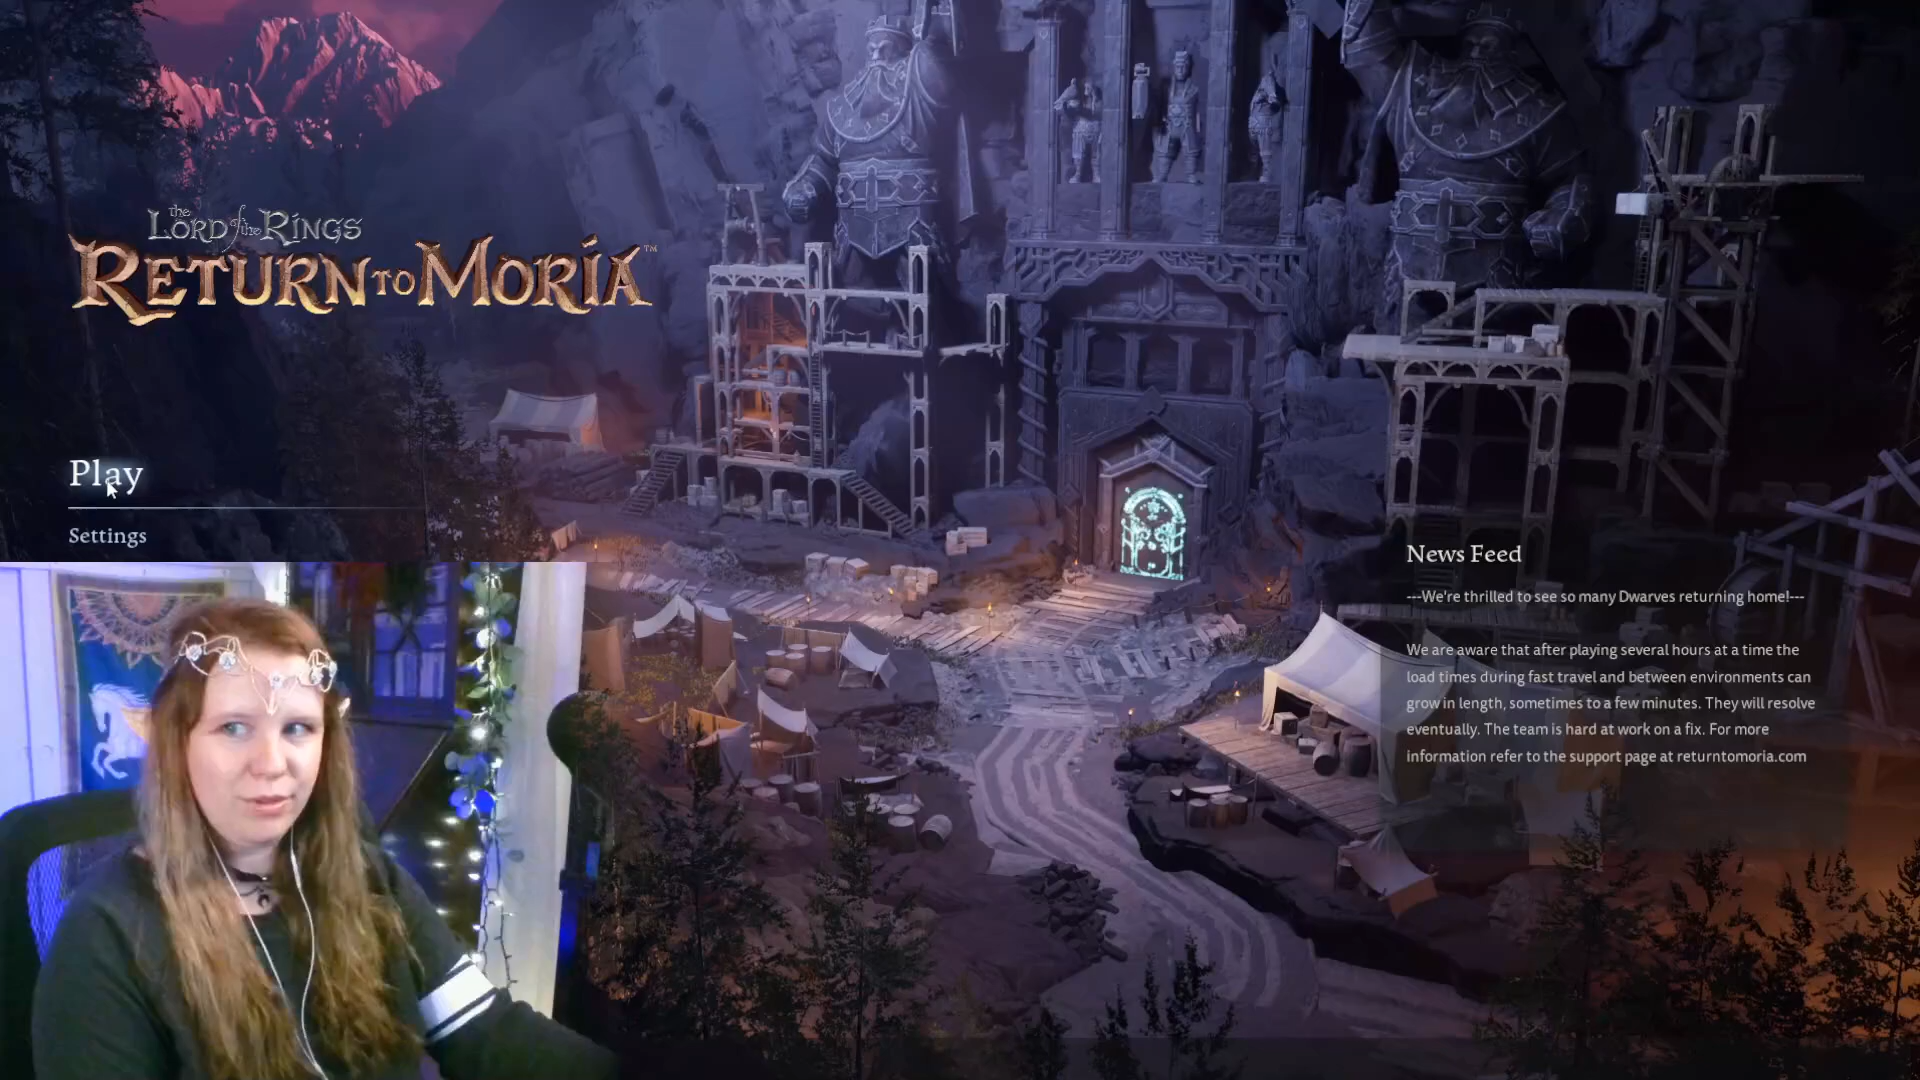 the
LORD of the RINGS
RETURN TO MORIA™
Play
Settings
News Feed
---We're thrilled to see so many Dwarves returning home!---
We are aware that after playing several hours at a time the
load times during fast travel and between environments can
grow in length, sometimes to a few minutes. They will resolve
eventually. The team is hard at work on a fix. For more
information refer to the support page at returntomoria.com